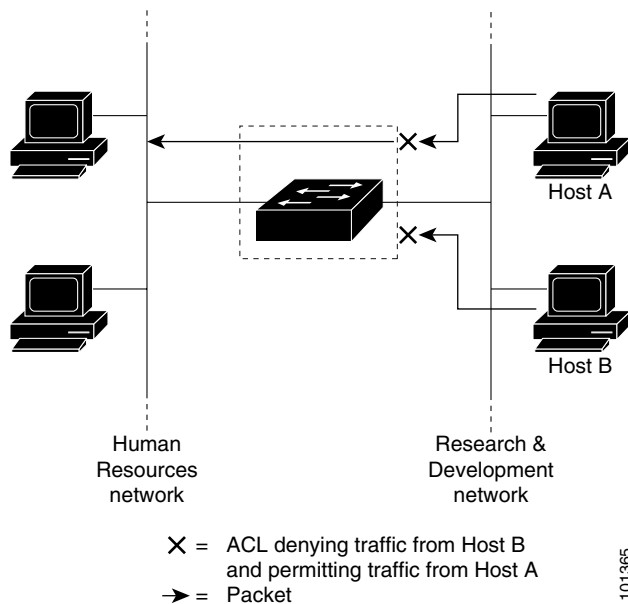 Host A
Host B
Human
Resources
network
Research &
Development
network
X = ACL denying traffic from Host B
and permitting traffic from Host A
→ = Packet
101365